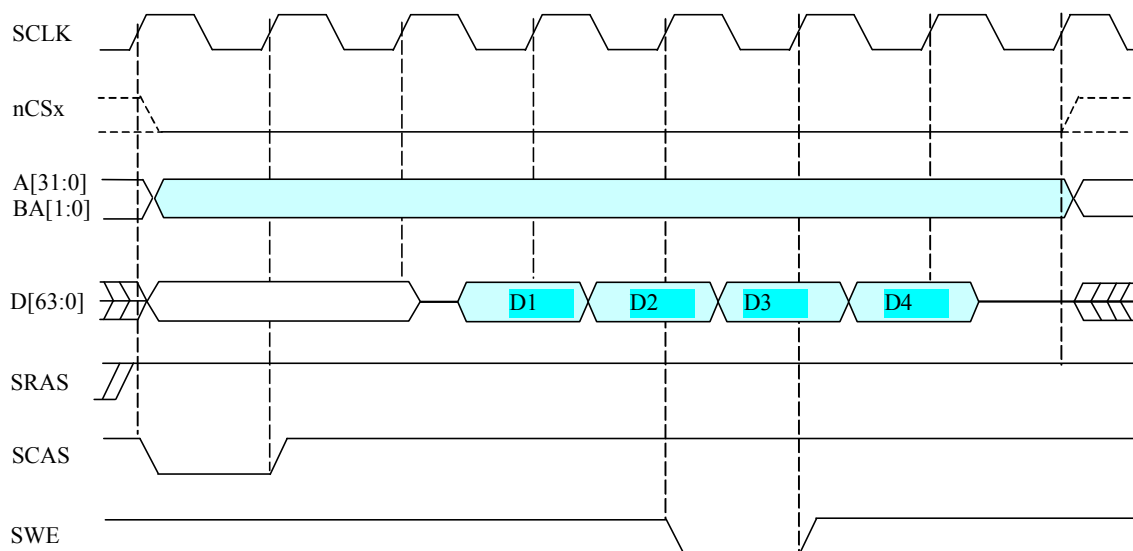 SCLK
nCSx
A[31:0]
BA[1:0]
D[63:0]
D1 D2 D3 D4
SRAS
SCAS
SWE